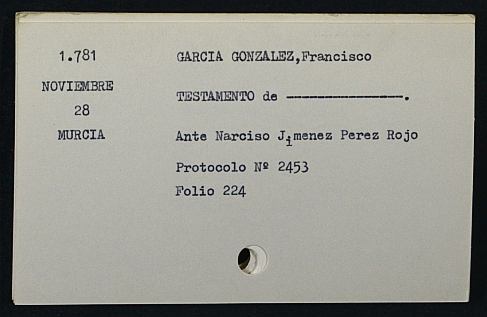 1.781 GARCIA GONZALEZ,Francisco
NOVIEMBRE
28 TESTAMENTO de ---------------.
MURCIA Ante Narciso Jimenez Perez Rojo
Protocolo Nº 2453
Folio 224